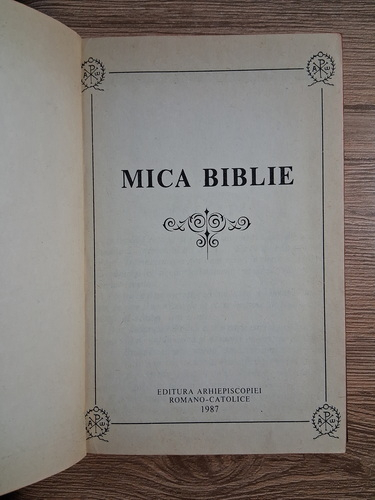 MICA BIBLIE
EDITURA ARHIEPISCOPIEI
ROMANO-CATOLICE
1987